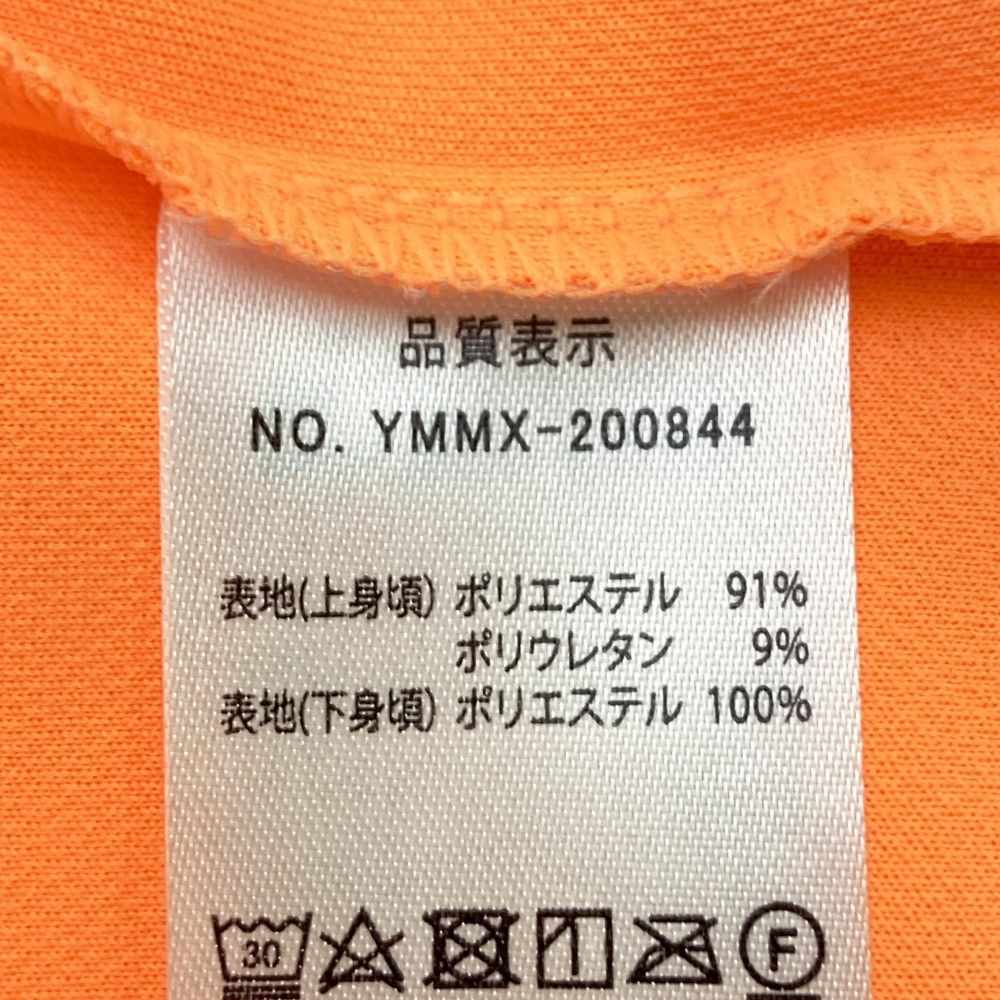 品質表示
NO. YMMX-200844
表地(上身頃) ポリエステル 91%
ポリウレタン 9%
表地(下身頃) ポリエステル 100%
30 F